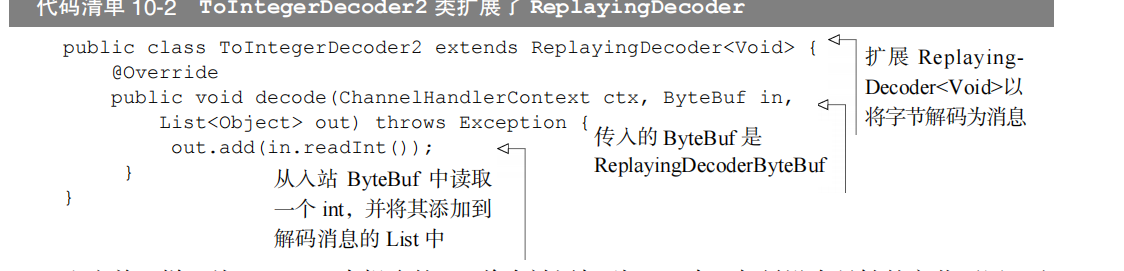 代码清单 10-2 ToIntegerDecoder2 类扩展了 ReplayingDecoder
public class ToIntegerDecoder2 extends ReplayingDecoder<Void> {
@Override
public void decode(ChannelHandlerContext ctx, ByteBuf in,
List<Object> out) throws Exception {
out.add(in.readInt());
}
}
扩展 Replaying-
Decoder<Void>以
将字节解码为消息
传入的 ByteBuf 是
ReplayingDecoderByteBuf
从入站 ByteBuf 中读取
一个 int，并将其添加到
解码消息的 List 中